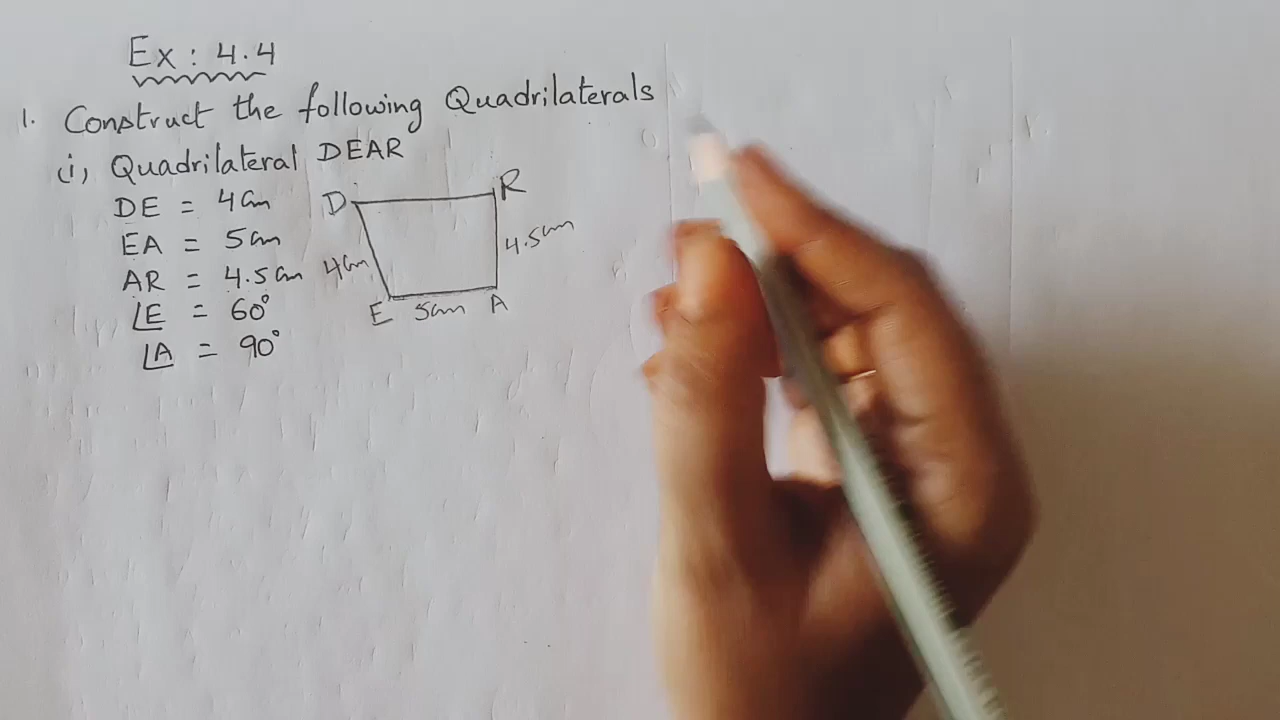 Ex : 4.4
1. Construct the following Quadrilaterals
(i), Quadrilateral DEAR
DE = 4cm
EA = 5cm
AR = 4.5cm
∠E = 60°
∠A = 90°
D R
4cm 4.5cm
E 5cm A